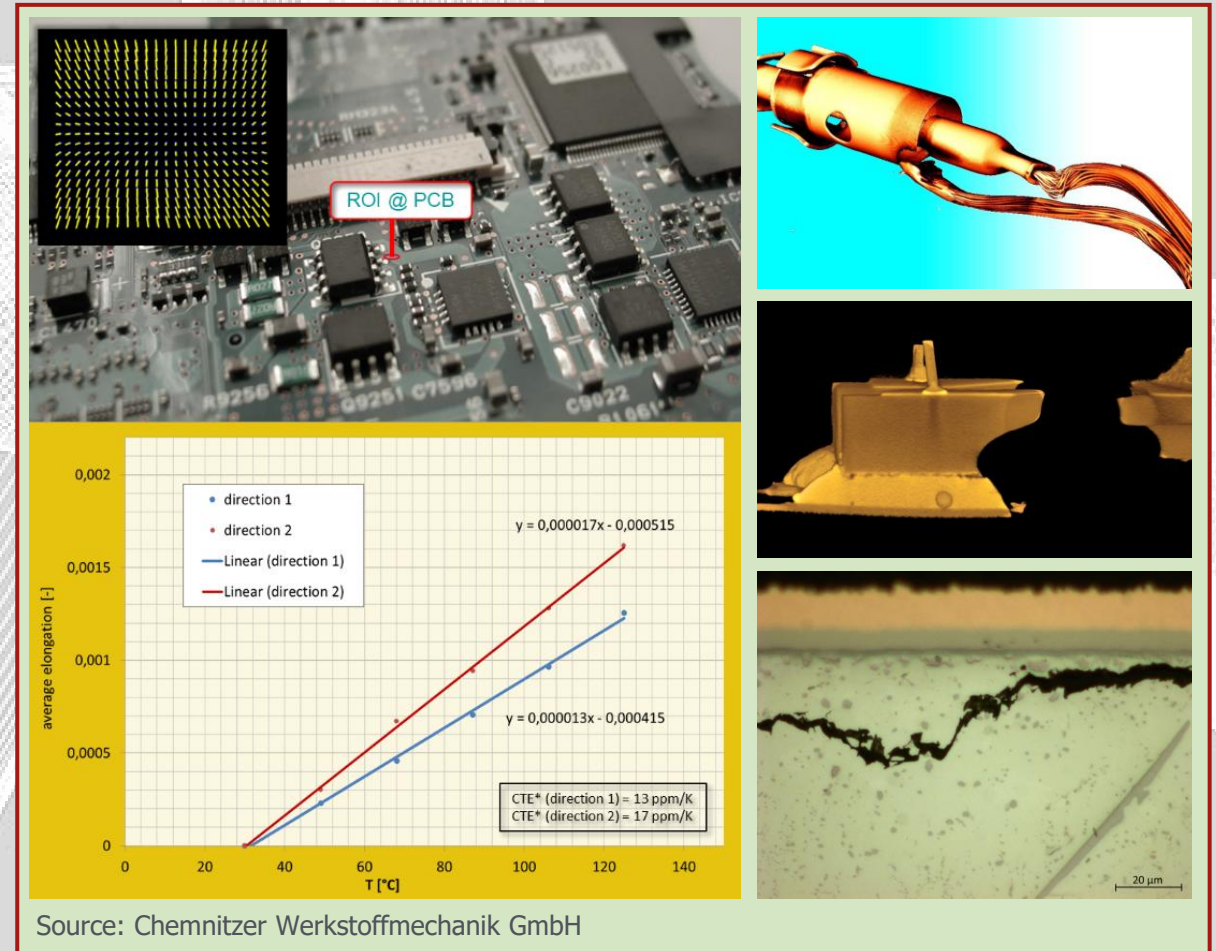 ROI @ PCB
R9256
Q9251 C7596
C9022
0,002
0,0015
0,001
0,0005
0
average elongation [-]
direction 1
direction 2
Linear (direction 1)
Linear (direction 2)
y = 0,000017x - 0,000515
y = 0,000013x - 0,000415
CTE* (direction 1) = 13 ppm/K
CTE* (direction 2) = 17 ppm/K
0 20 40 60 80 100 120 140
T [°C]
20 µm
Source: Chemnitzer Werkstoffmechanik GmbH